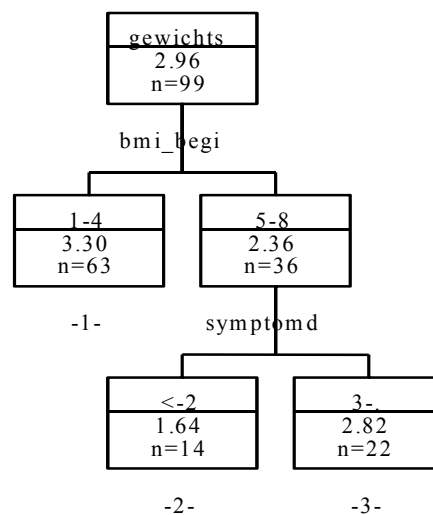 gewichts
2.96
n=99
bmi_begi
1-4
3.30
n=63
5-8
2.36
n=36
-1-
symptomd
<-2
1.64
n=14
3-.
2.82
n=22
-2-
-3-